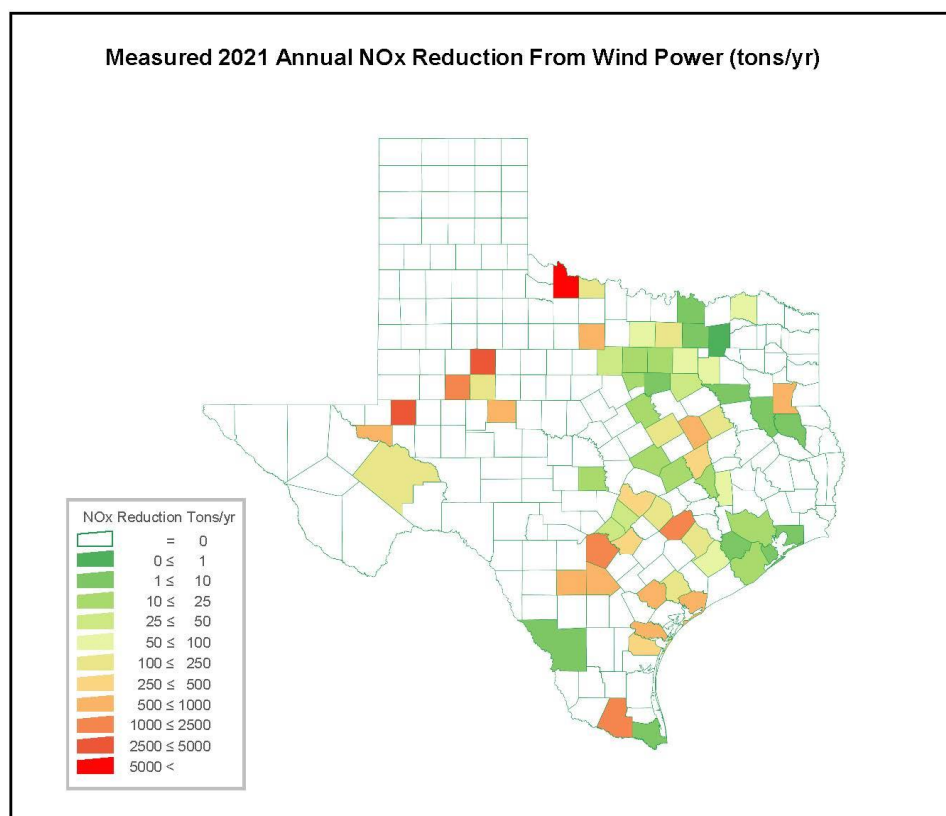 Measured 2021 Annual NOx Reduction From Wind Power (tons/yr)
NOx Reduction Tons/yr
= 0
0 ≤ 1
1 ≤ 10
10 ≤ 25
25 ≤ 50
50 ≤ 100
100 ≤ 250
250 ≤ 500
500 ≤ 1000
1000 ≤ 2500
2500 ≤ 5000
5000 <